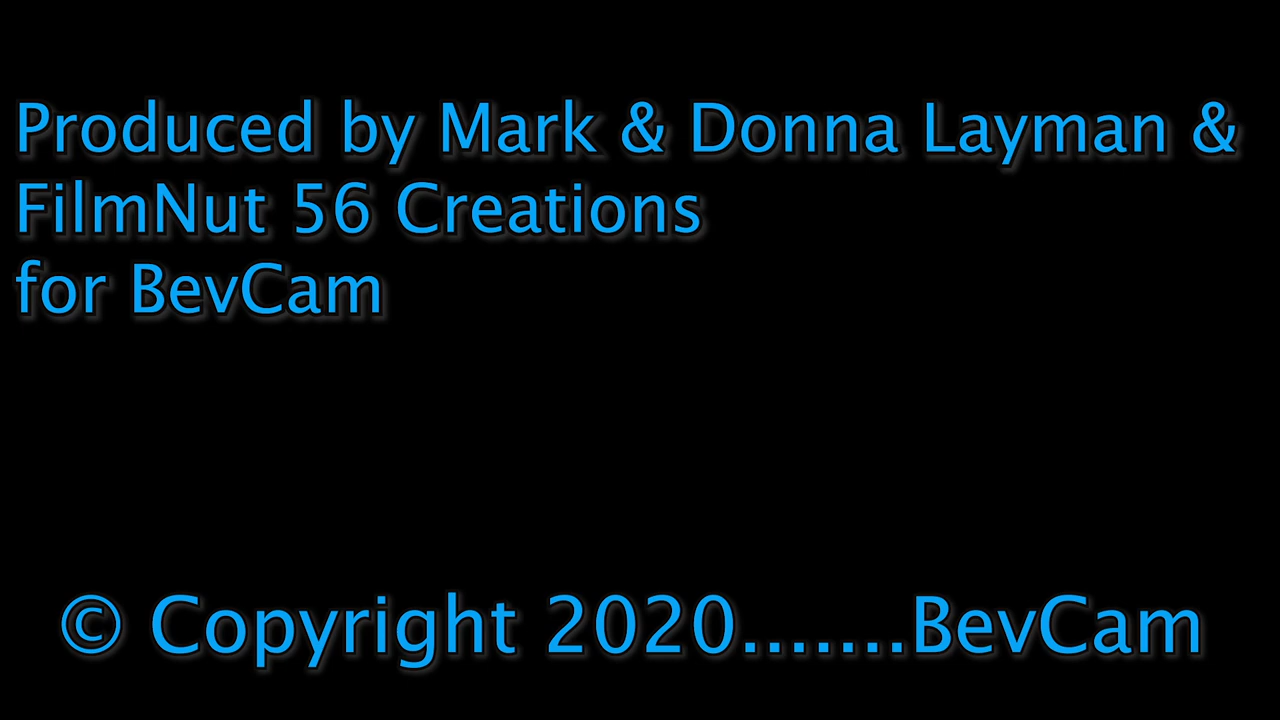 Produced by Mark & Donna Layman &
FilmNut 56 Creations
for BevCam
© Copyright 2020.......BevCam